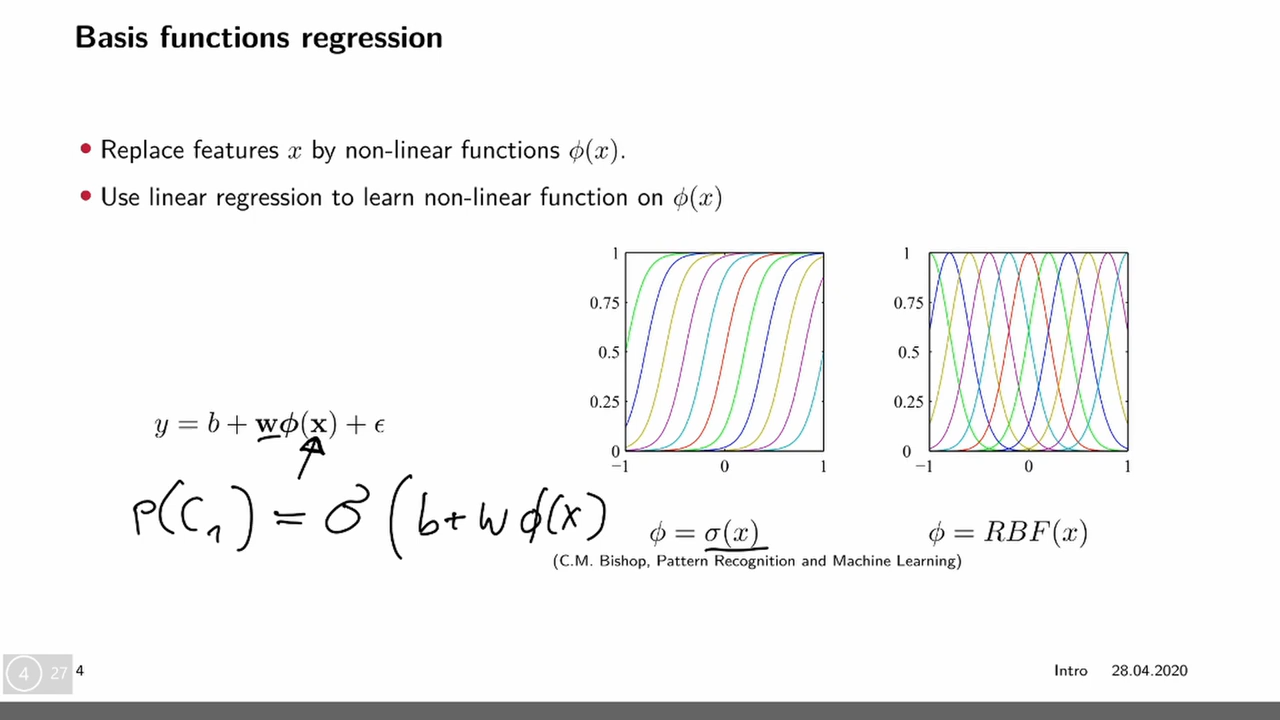 Basis functions regression
• Replace features x by non-linear functions ϕ(x).
• Use linear regression to learn non-linear function on ϕ(x)
1 0.75 0.5 0.25 0 −1 0 1
1 0.75 0.5 0.25 0 −1 0 1
y = b + wϕ(x) + ϵ
P(C₁) = σ(b+wϕ(x)
ϕ = σ(x)
ϕ = RBF(x)
(C.M. Bishop, Pattern Recognition and Machine Learning)
4 27 4
Intro 28.04.2020